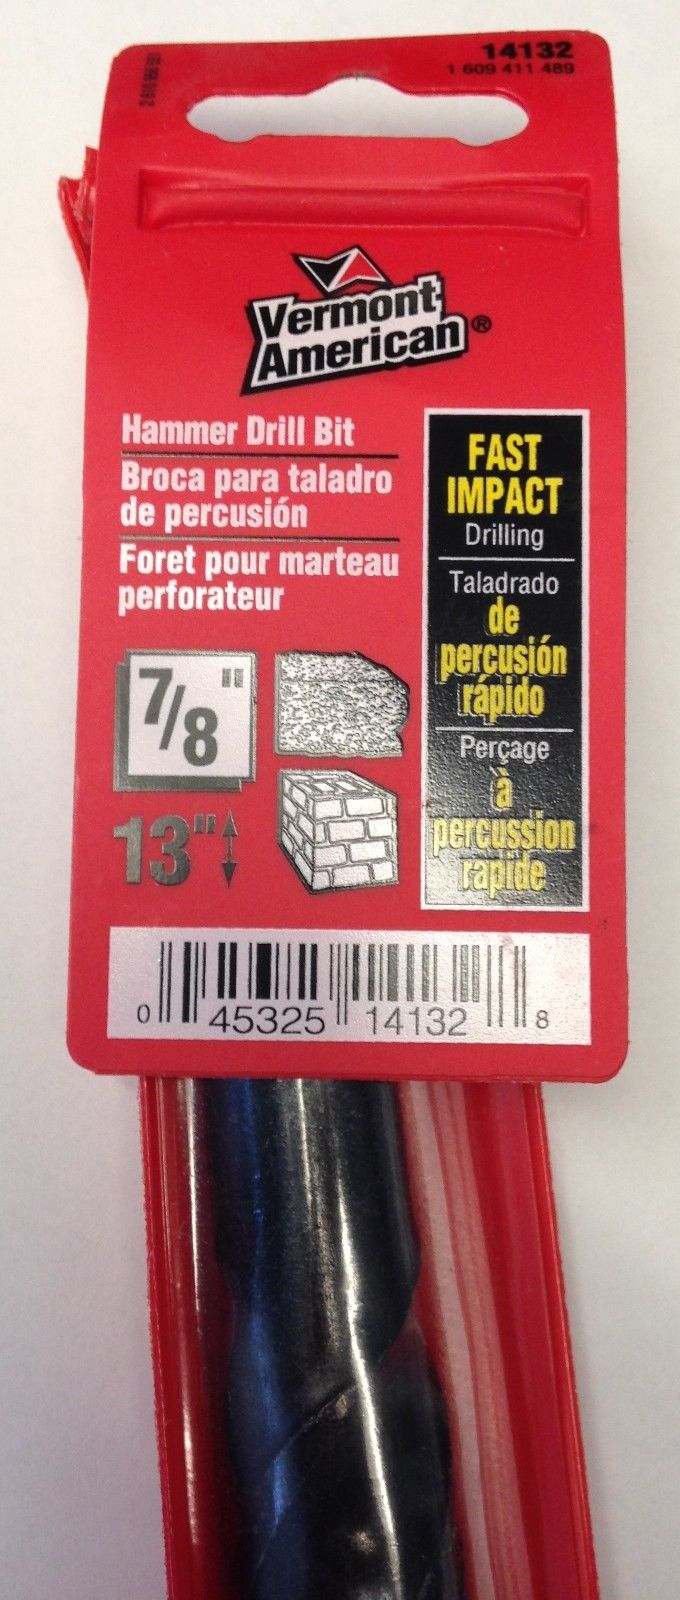 14132
1 609 411 489
Vermont
American®
Hammer Drill Bit
Broca para taladro
de percusión
Foret pour marteau
perforateur
7/8"
13"
FAST
IMPACT
Drilling
Taladrado
de
percusión
rápido
Perçage
à
percussion
rapide
0 45325 14132 8